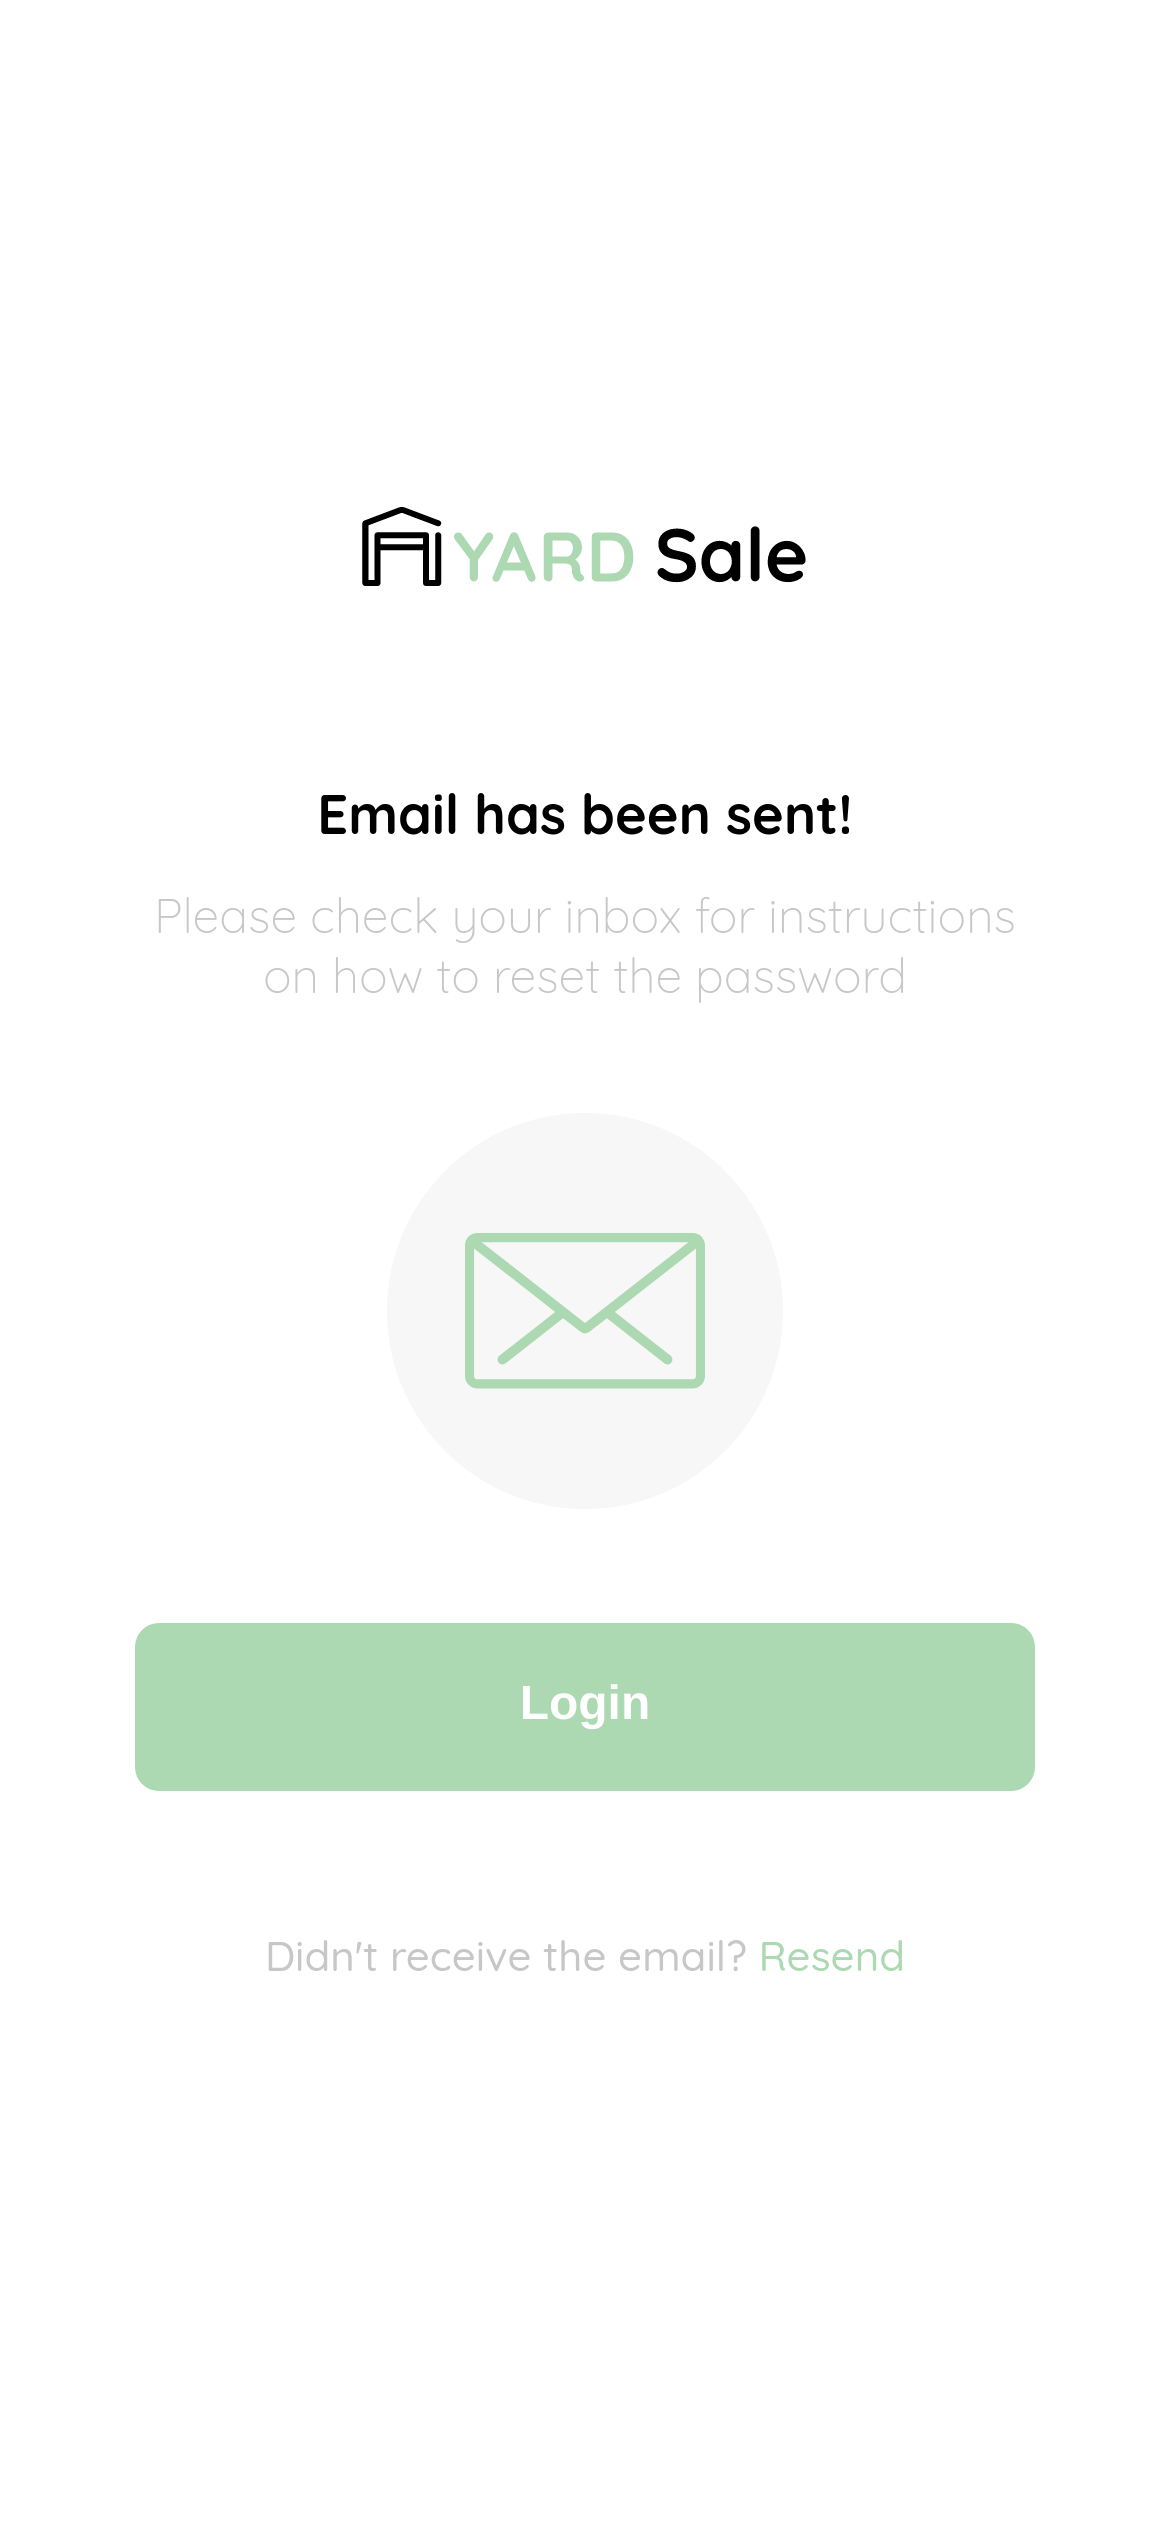 YARD Sale
Email has been sent!
Please check your inbox for instructions
on how to reset the password
Login
Didn't receive the email? Resend